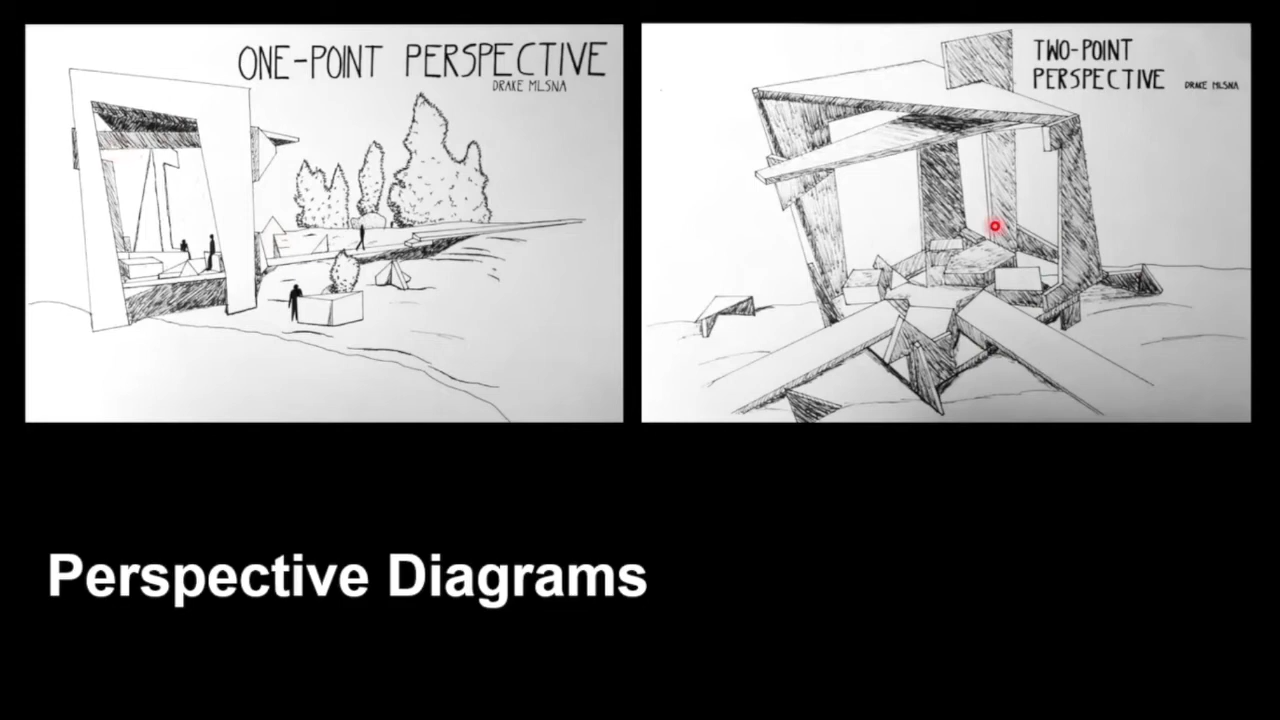 ONE-POINT PERSPECTIVE
DRAKE MLSNA
TWO-POINT
PERSPECTIVE
DRAKE MLSNA
Perspective Diagrams